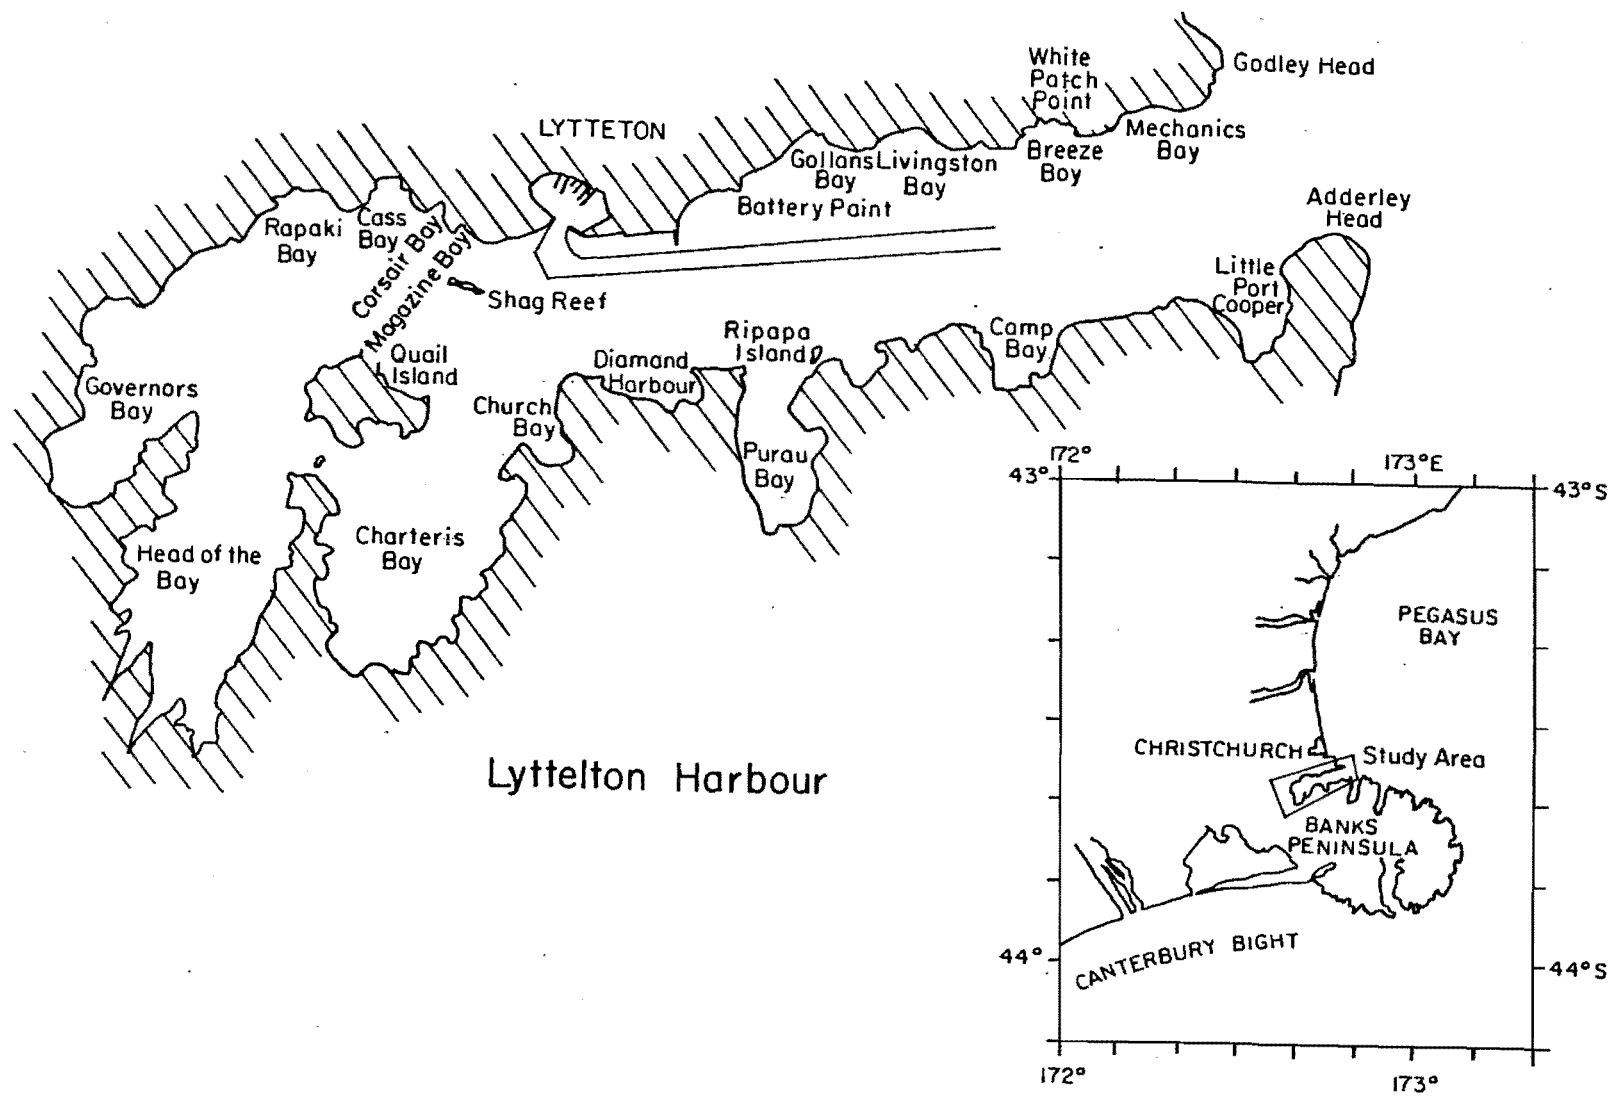 White
Patch
Point
Godley Head
LYTTETON
Mechanics
Bay
Gollans
Bay
Livingston
Bay
Breeze
Boy
Battery Paint
Adderley
Head
Rapaki
Bay
Cass
Bay
Corsair Bay
Magazine Bay
Shag Reef
Little
Port
Cooper
Ripapa
Island
Camp
Bay
Quail
Island
Diamand
Harbour
Governors
Bay
Church
Bay
Purau
Bay
Charteris
Bay
Head of the
Bay
Lyttelton Harbour
172°
173°E
43°
43°S
PEGASUS
BAY
CHRISTCHURCH
Study Area
BANKS
PENINSULA
CANTERBURY BIGHT
44°
44°S
172°
173°